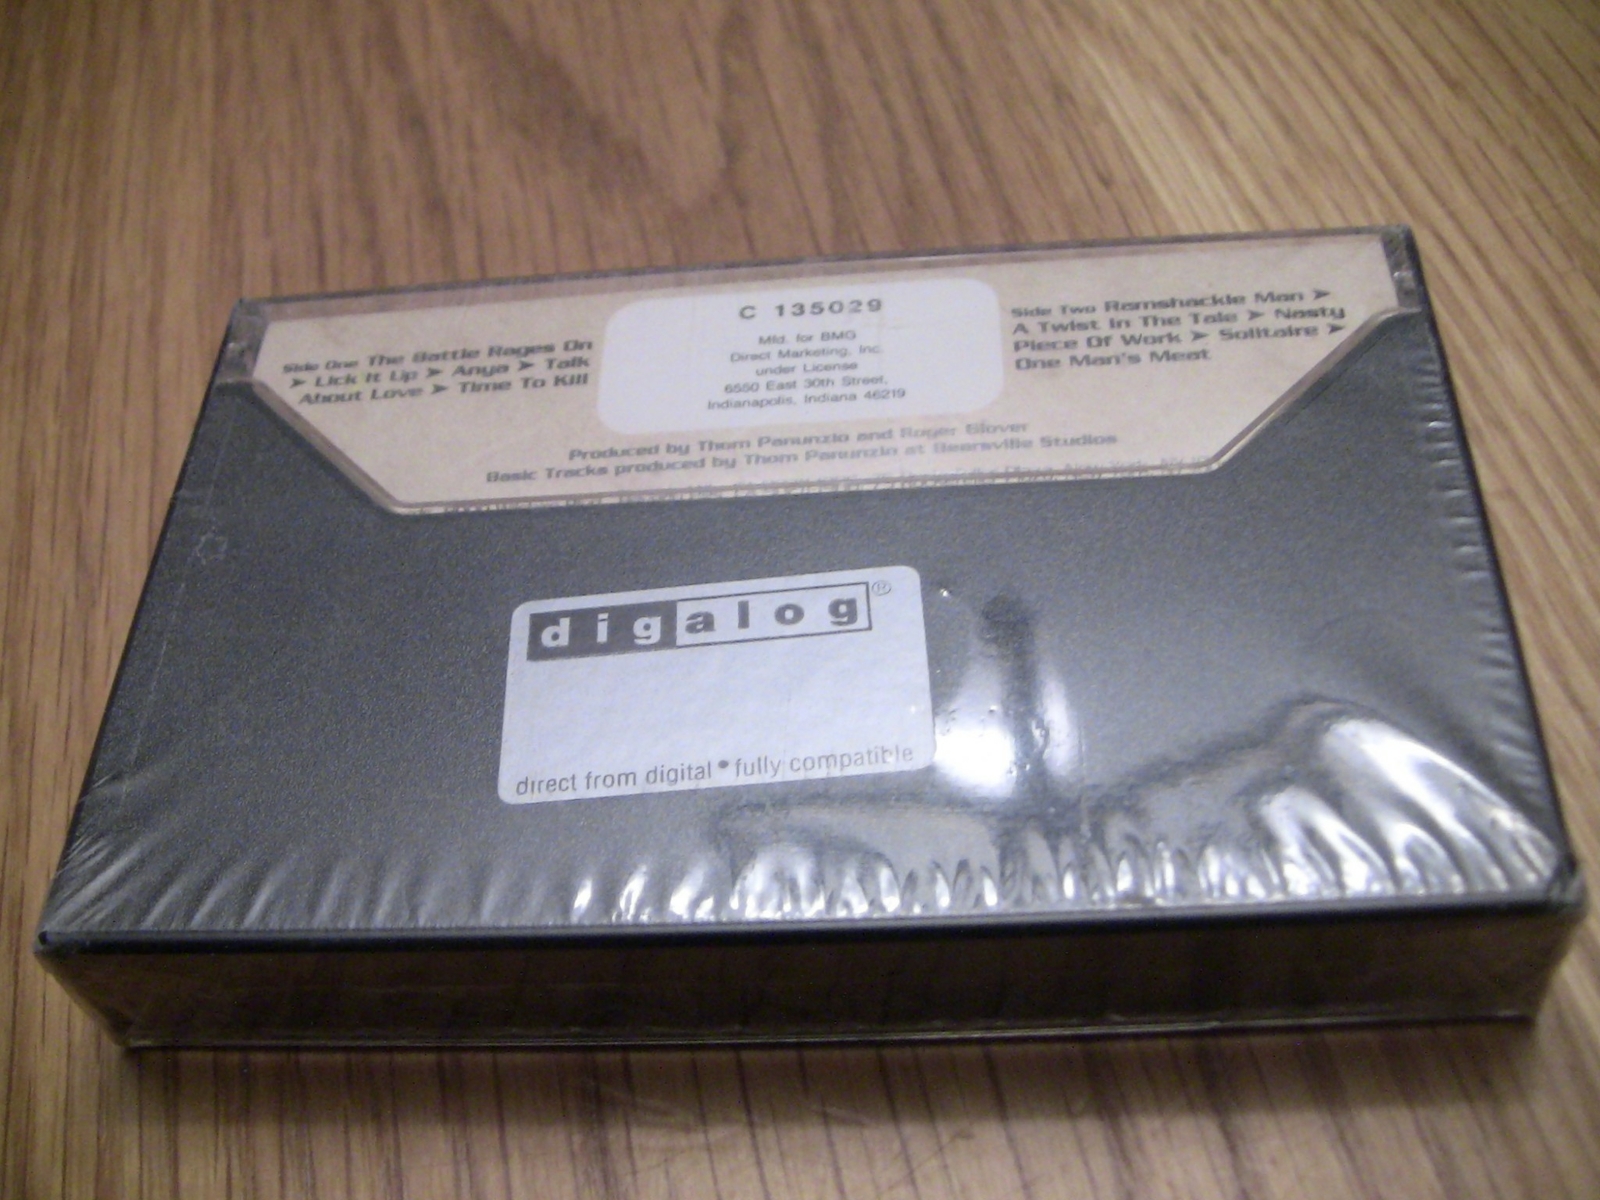 Side One The Battle Rages On
➤ Lick It Up ➤ Anya ➤ Talk
About Love ➤ Time To Kill
C 135029
Mfd. for BMG
Direct Marketing, Inc.
under License
6550 East 30th Street,
Indianapolis, Indiana 46219
Side Two Ramshackle Man ➤
A Twist In The Tale ➤ Nasty
Piece Of Work ➤ Solitaire ➤
One Man's Meat
Produced by Thom Panunzio and Roger Glover
Basic Tracks produced by Thom Panunzio at Bearsville Studios
digalog®
direct from digital • fully compatible